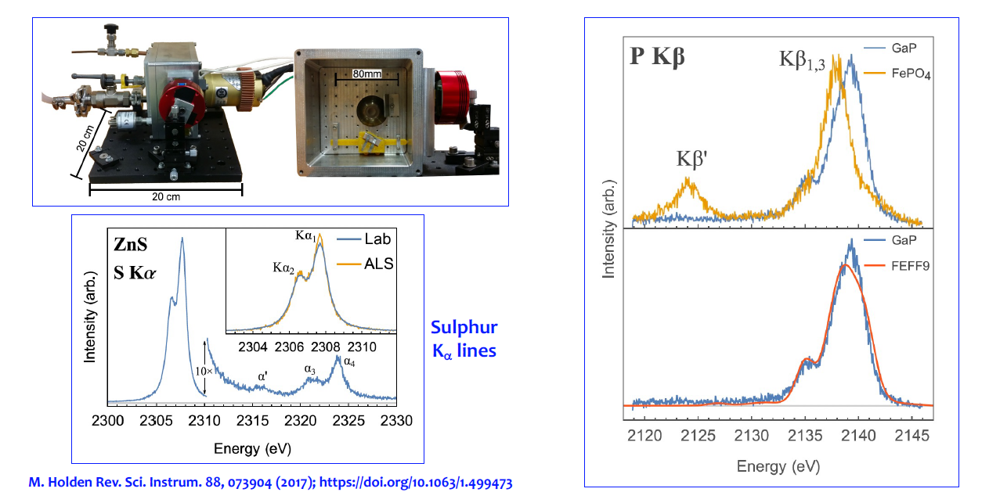 80mm
20 cm
20 cm
ZnS
S Kα
Kα₁
Kα₂
Lab
ALS
2304 2306 2308 2310
10×
α'
α₃
α₄
Intensity (arb.)
2300 2305 2310 2315 2320 2325 2330
Energy (eV)
Sulphur
Kα lines
M. Holden Rev. Sci. Instrum. 88, 073904 (2017); https://doi.org/10.1063/1.499473
P Kβ
Kβ₁,₃
GaP
FePO₄
Kβ'
GaP
FEFF9
Intensity (arb.)
2120 2125 2130 2135 2140 2145
Energy (eV)